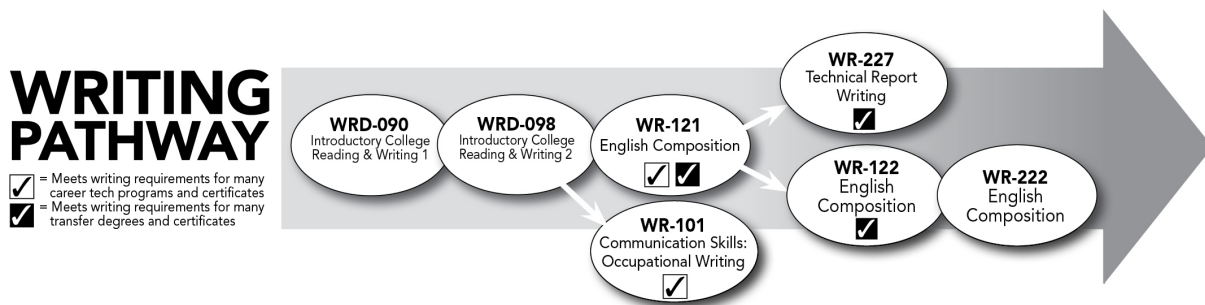 WRITING
PATHWAY
✓ = Meets writing requirements for many
career tech programs and certificates
✓ = Meets writing requirements for many
transfer degrees and certificates
WRD-090
Introductory College
Reading & Writing 1
WRD-098
Introductory College
Reading & Writing 2
WR-121
English Composition
✓ ✓
WR-101
Communication Skills:
Occupational Writing
✓
WR-227
Technical Report
Writing
✓
WR-122
English
Composition
✓
WR-222
English
Composition